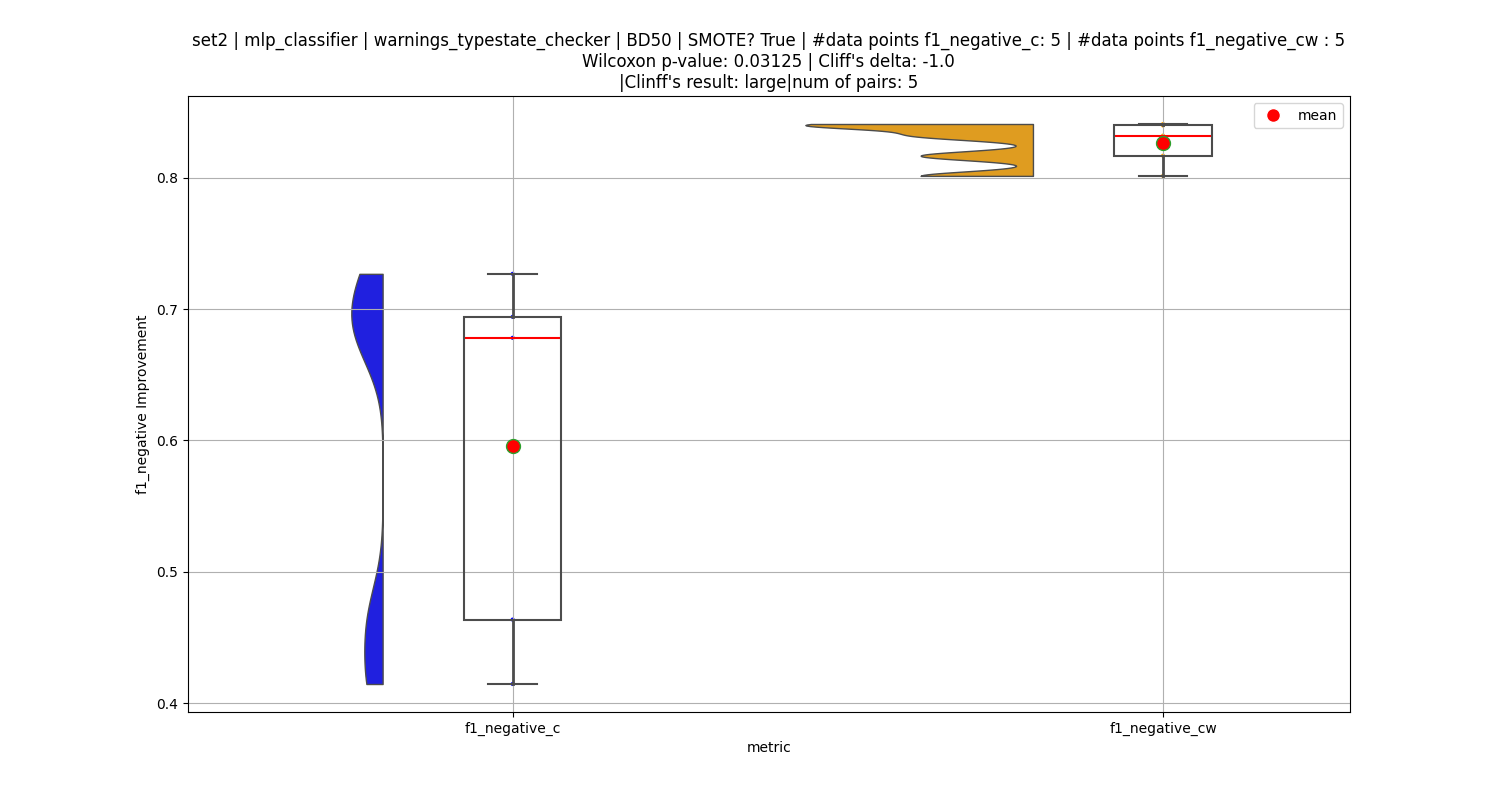 set2 | mlp_classifier | warnings_typestate_checker | BD50 | SMOTE? True | #data points f1_negative_c: 5 | #data points f1_negative_cw : 5
Wilcoxon p-value: 0.03125 | Cliff's delta: -1.0
|Clinff's result: large|num of pairs: 5
mean
0.8
0.7
0.6
0.5
0.4
f1_negative Improvement
f1_negative_c
f1_negative_cw
metric